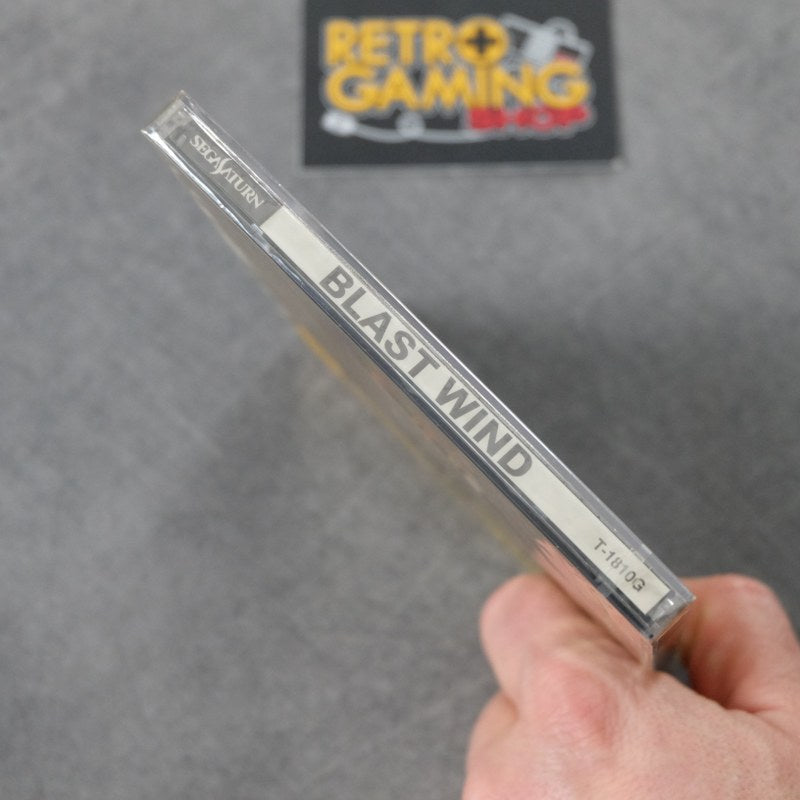 RETRO
GAMING
SHOP
SEGA SATURN
BLAST WIND
T-1810G